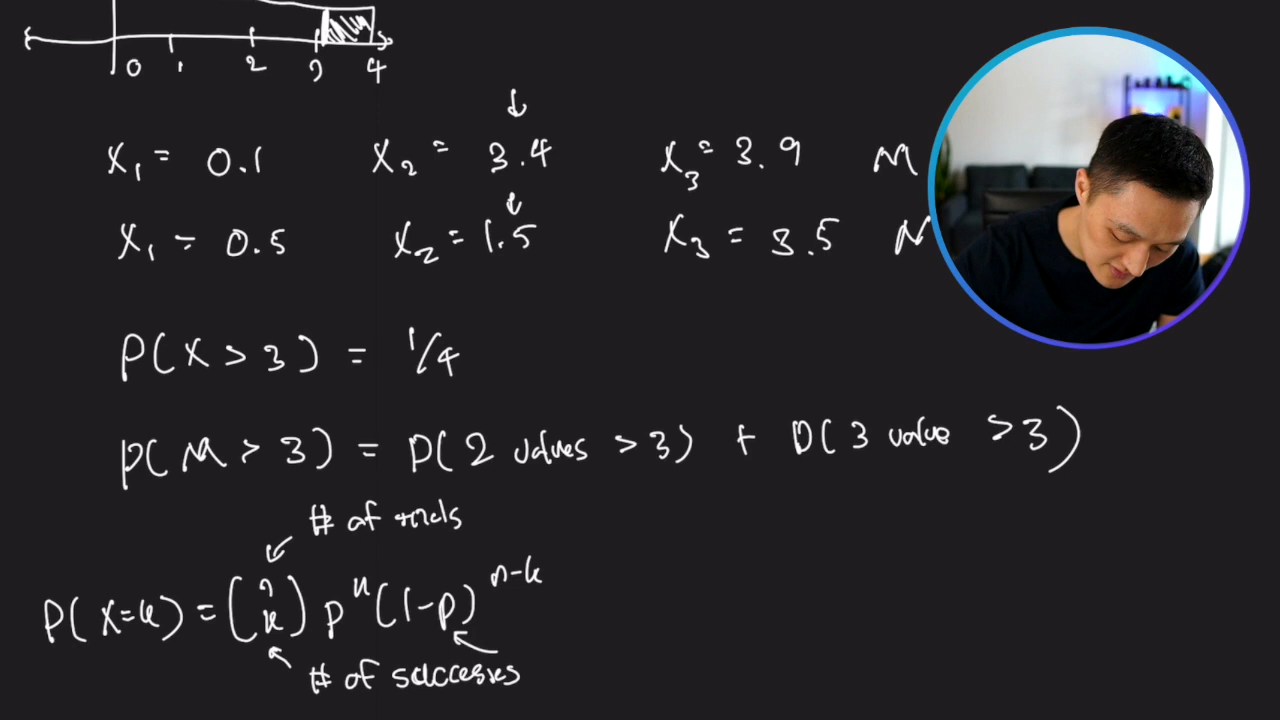 0 1 2 3 4
X₁ = 0.1 X₂ = 3.4 X₃ = 3.9 M
X₁ = 0.5 X₂ = 1.5 X₃ = 3.5 M
P(X > 3) = 1/4
P(M > 3) = P(2 values > 3) + P(3 value > 3)
# of trials
P(X=k) = (n k) p^k (1-p)^n-k
# of successes